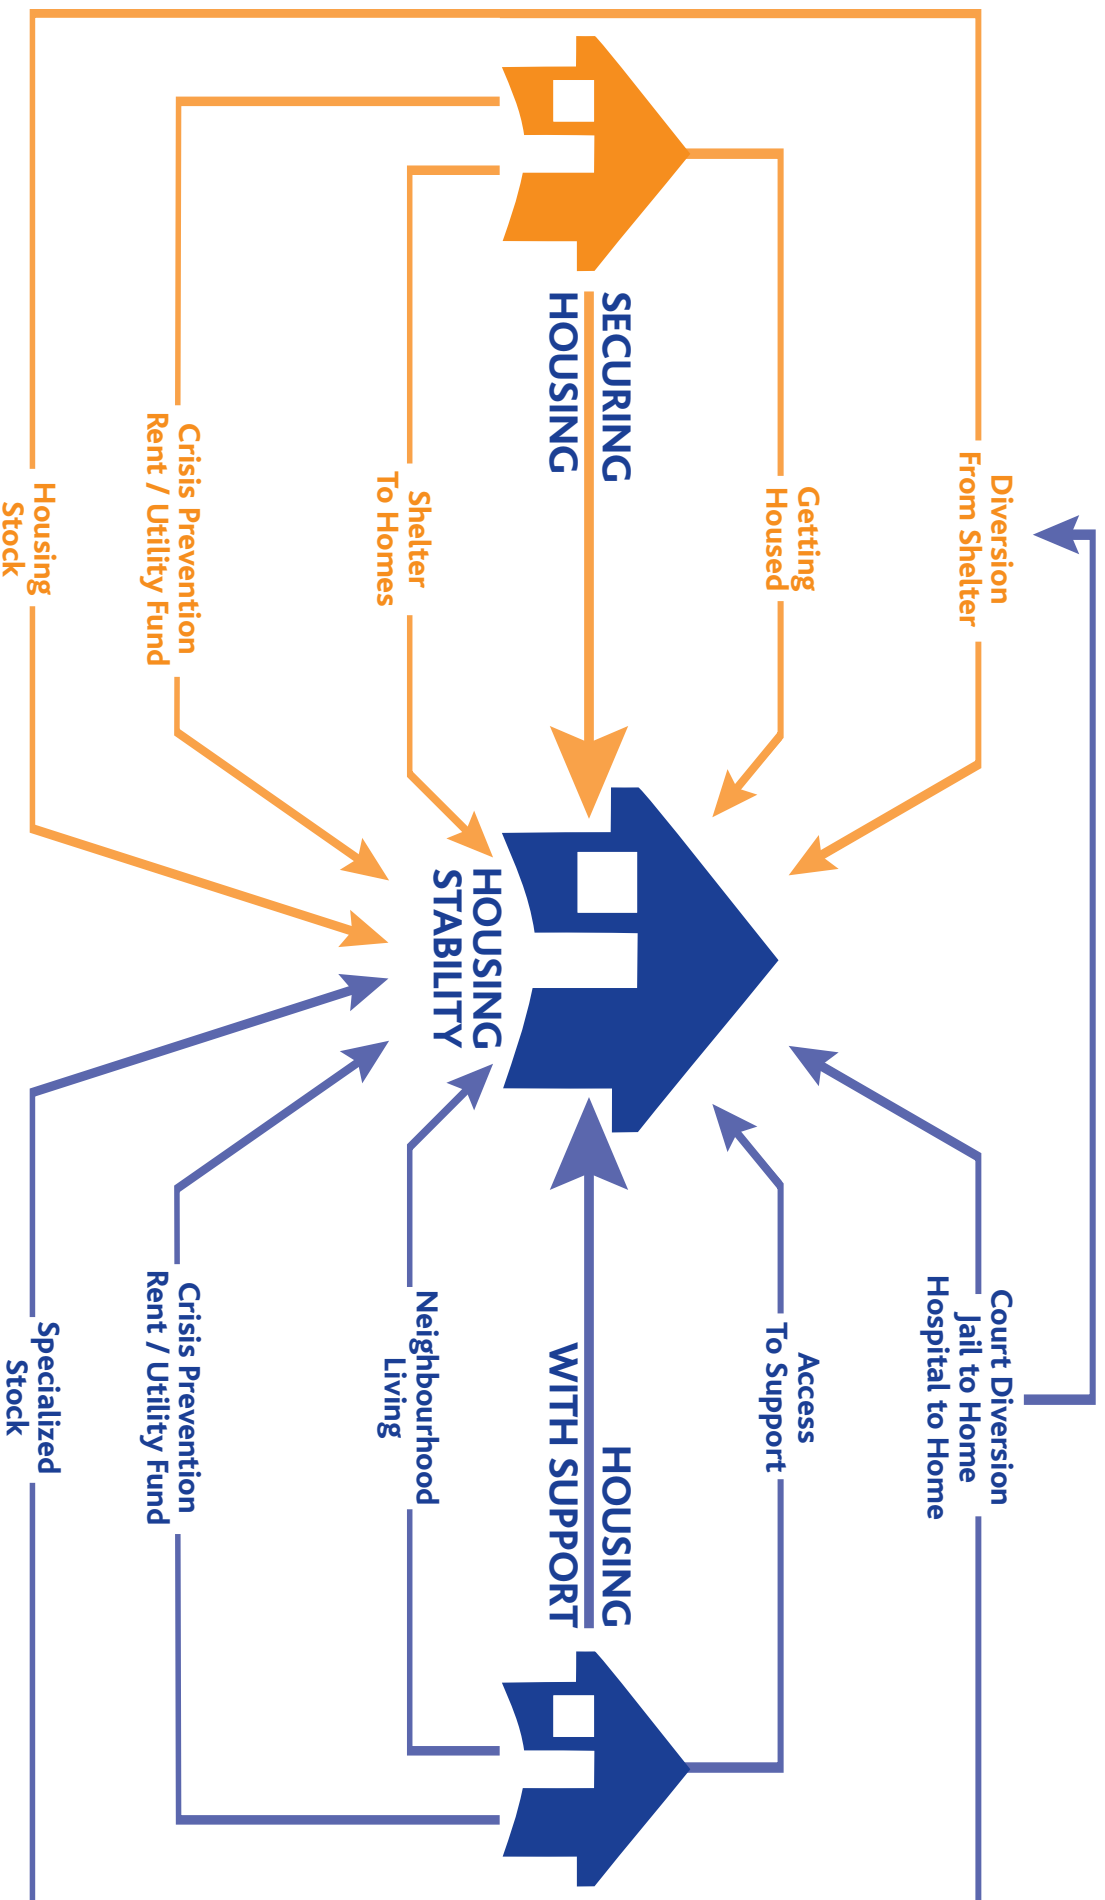 Diversion
From Shelter
Court Diversion
Jail to Home
Hospital to Home
Getting
Housed
Access
To Support
SECURING
HOUSING
HOUSING
WITH SUPPORT
HOUSING
STABILITY
Shelter
To Homes
Neighbourhood
Living
Crisis Prevention
Rent / Utility Fund
Crisis Prevention
Rent / Utility Fund
Housing
Stock
Specialized
Stock